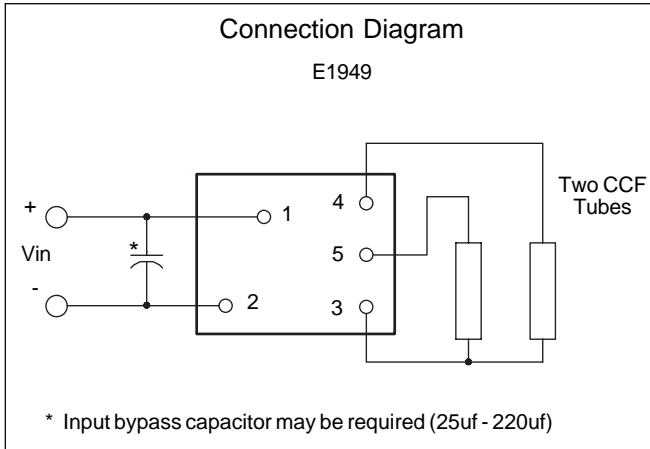 Connection Diagram
E1949
+
Vin
-
*
1
2
4
5
3
Two CCF
Tubes
* Input bypass capacitor may be required (25uf - 220uf)